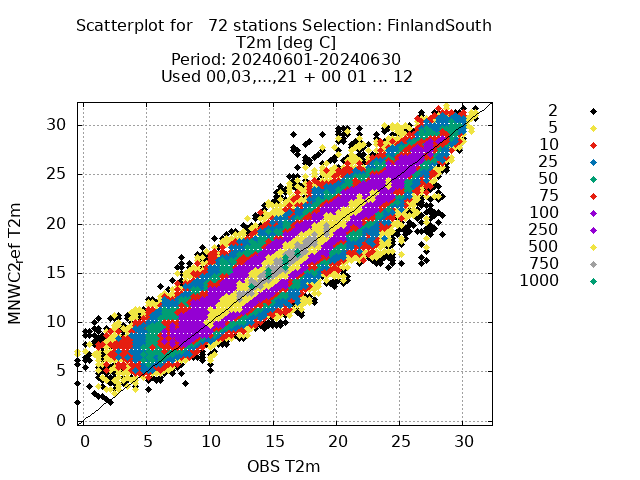 Scatterplot for 72 stations Selection: FinlandSouth
T2m [deg C]
Period: 20240601-20240630
Used 00,03,...,21 + 00 01 ... 12
MNWC2,ef T2m
30
25
20
15
10
5
0
0 5 10 15 20 25 30
OBS T2m
2
5
10
25
50
75
100
250
500
750
1000